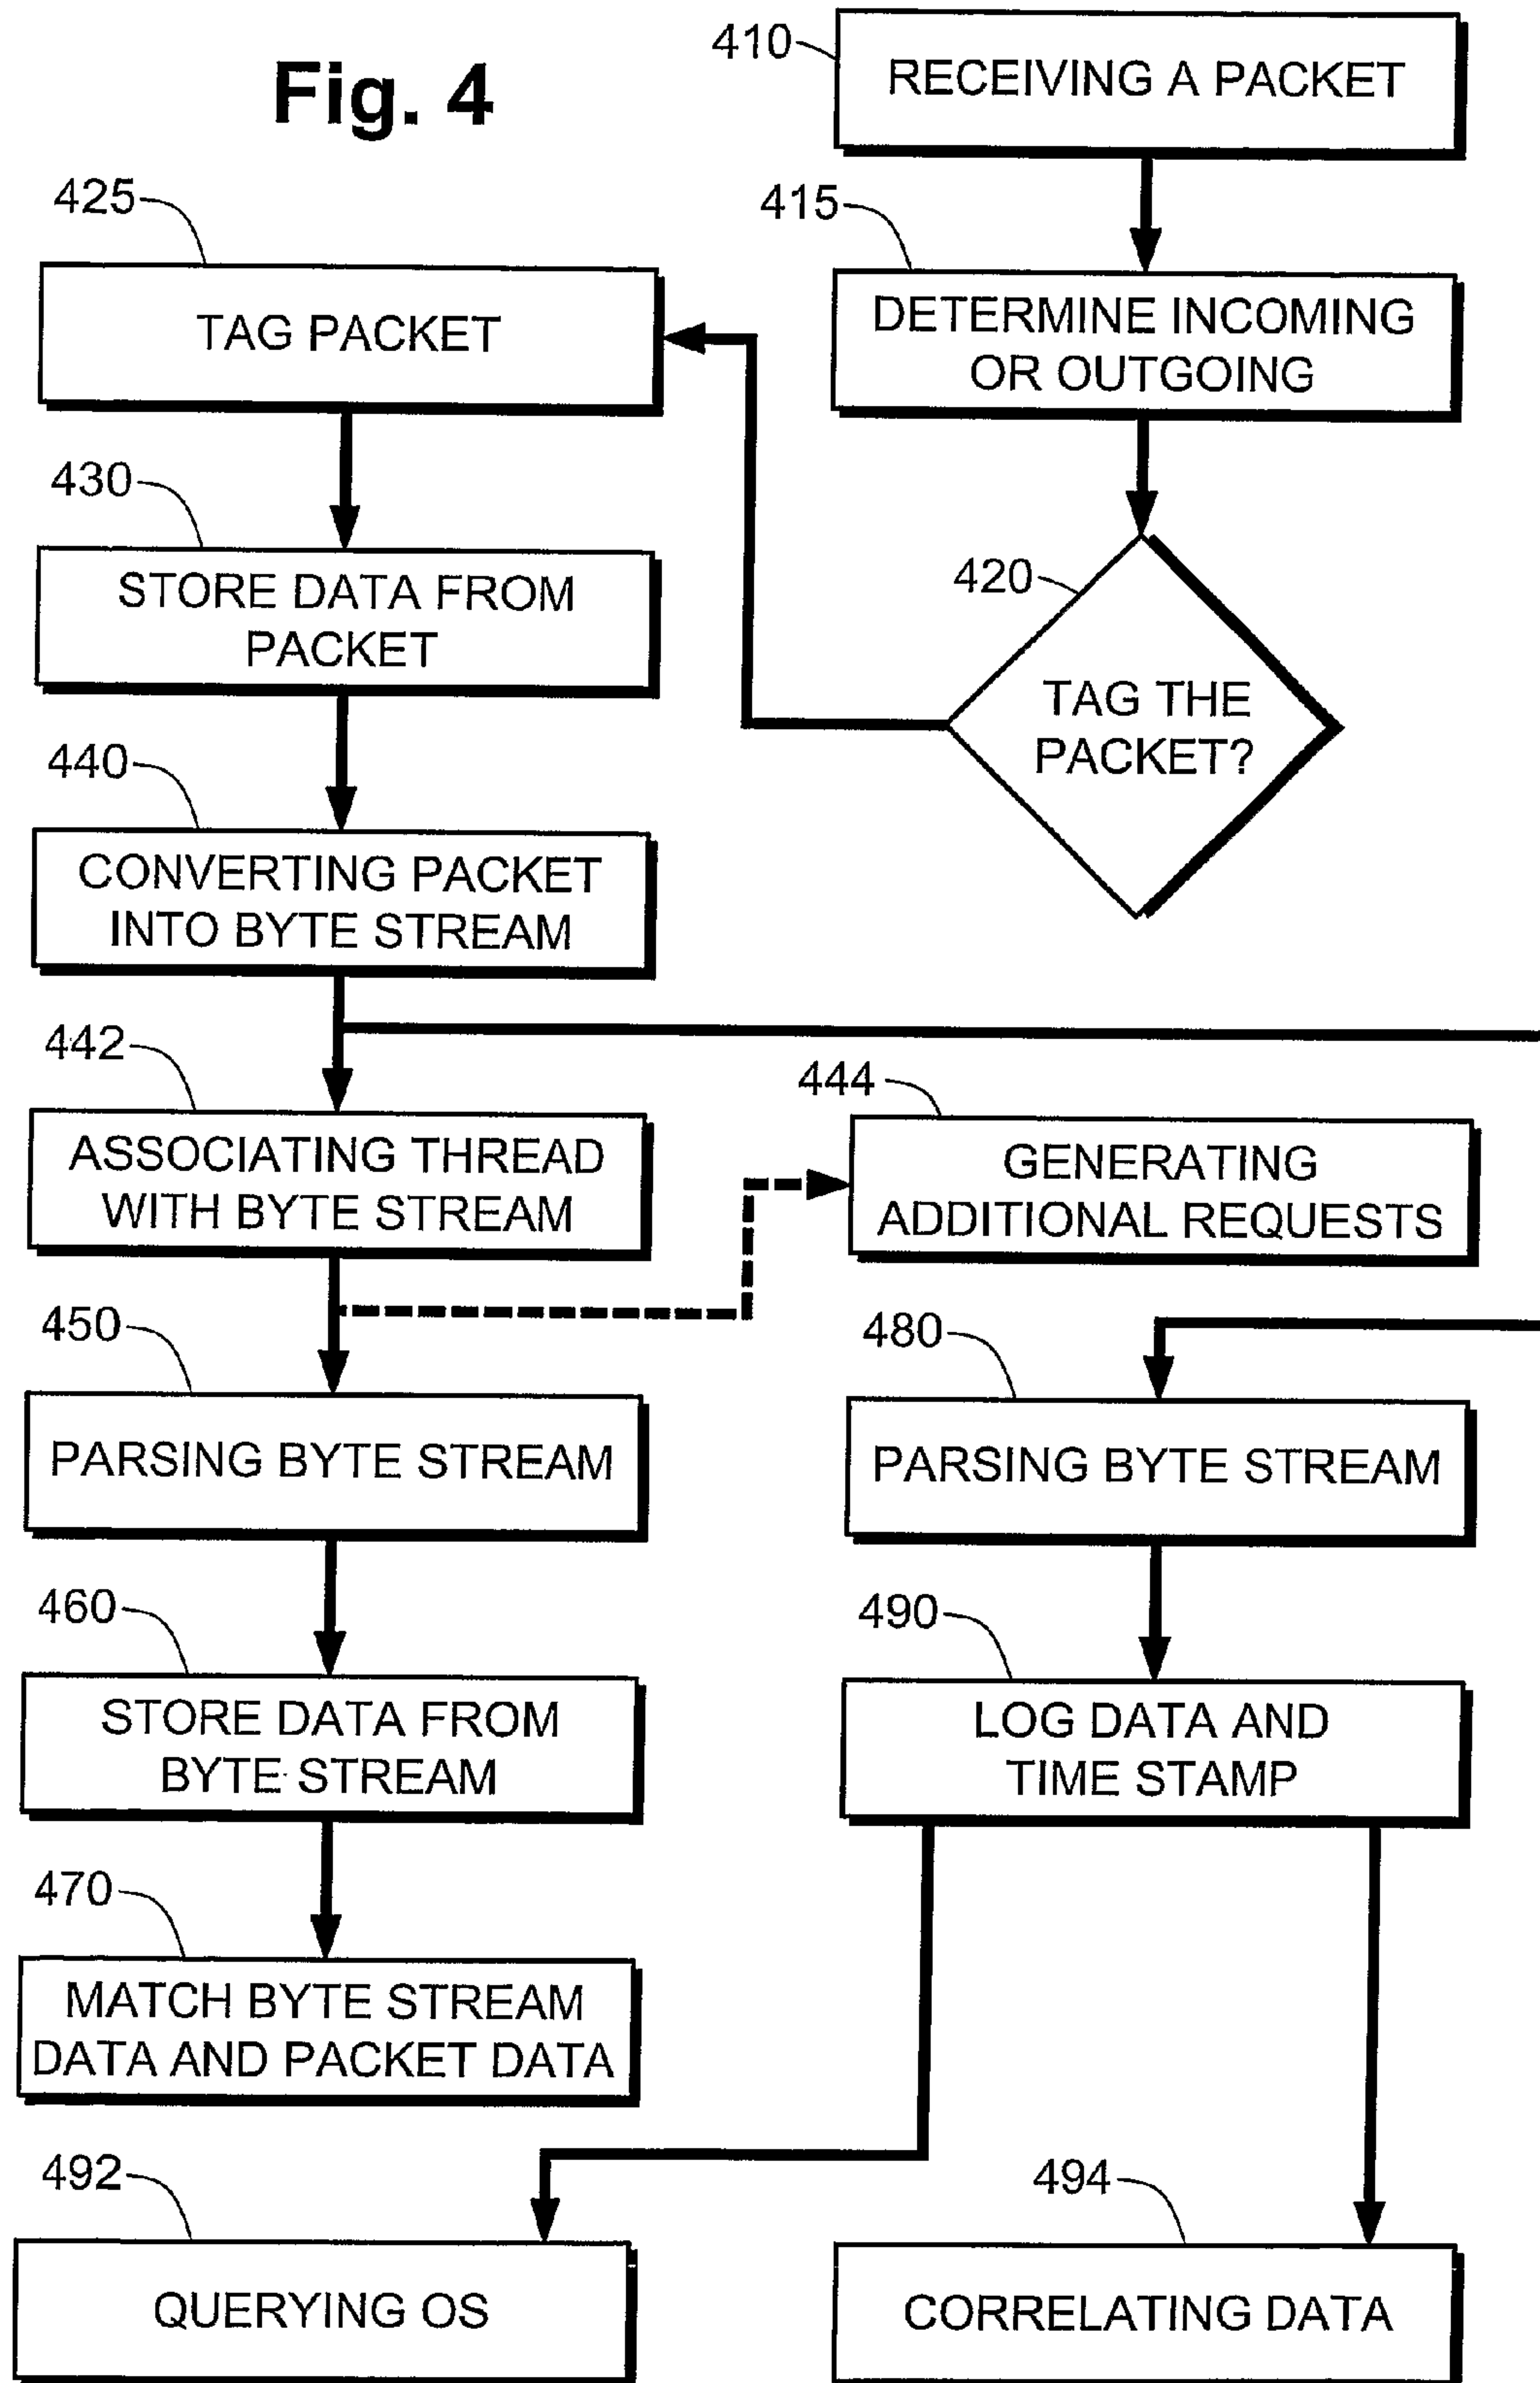 Fig. 4
410
RECEIVING A PACKET
415
DETERMINE INCOMING
OR OUTGOING
420
TAG THE
PACKET?
425
TAG PACKET
430
STORE DATA FROM
PACKET
440
CONVERTING PACKET
INTO BYTE STREAM
442
ASSOCIATING THREAD
WITH BYTE STREAM
444
GENERATING
ADDITIONAL REQUESTS
450
PARSING BYTE STREAM
460
STORE DATA FROM
BYTE STREAM
470
MATCH BYTE STREAM
DATA AND PACKET DATA
480
PARSING BYTE STREAM
490
LOG DATA AND
TIME STAMP
492
QUERYING OS
494
CORRELATING DATA